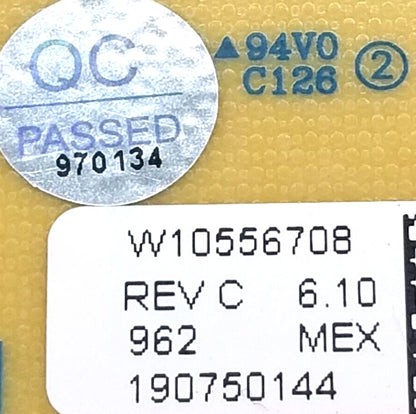 QC
PASSED
970134
▲94V0
C126 ②
W10556708
REV C 6.10
962 MEX
190750144